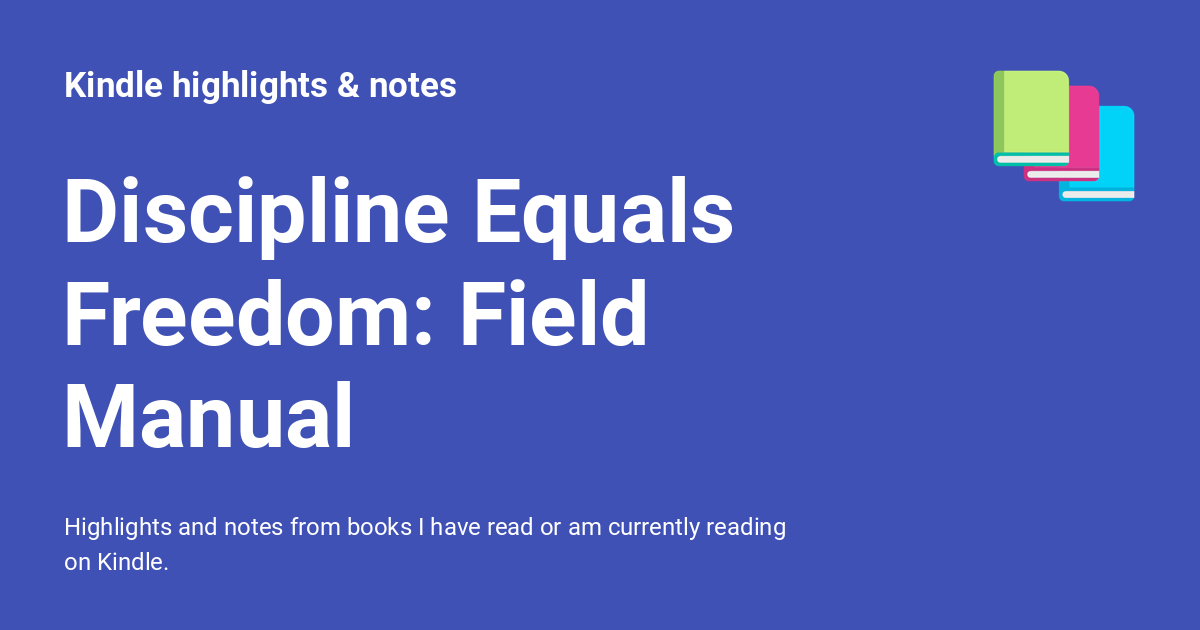 Kindle highlights & notes
Discipline Equals
Freedom: Field
Manual
Highlights and notes from books I have read or am currently reading
on Kindle.